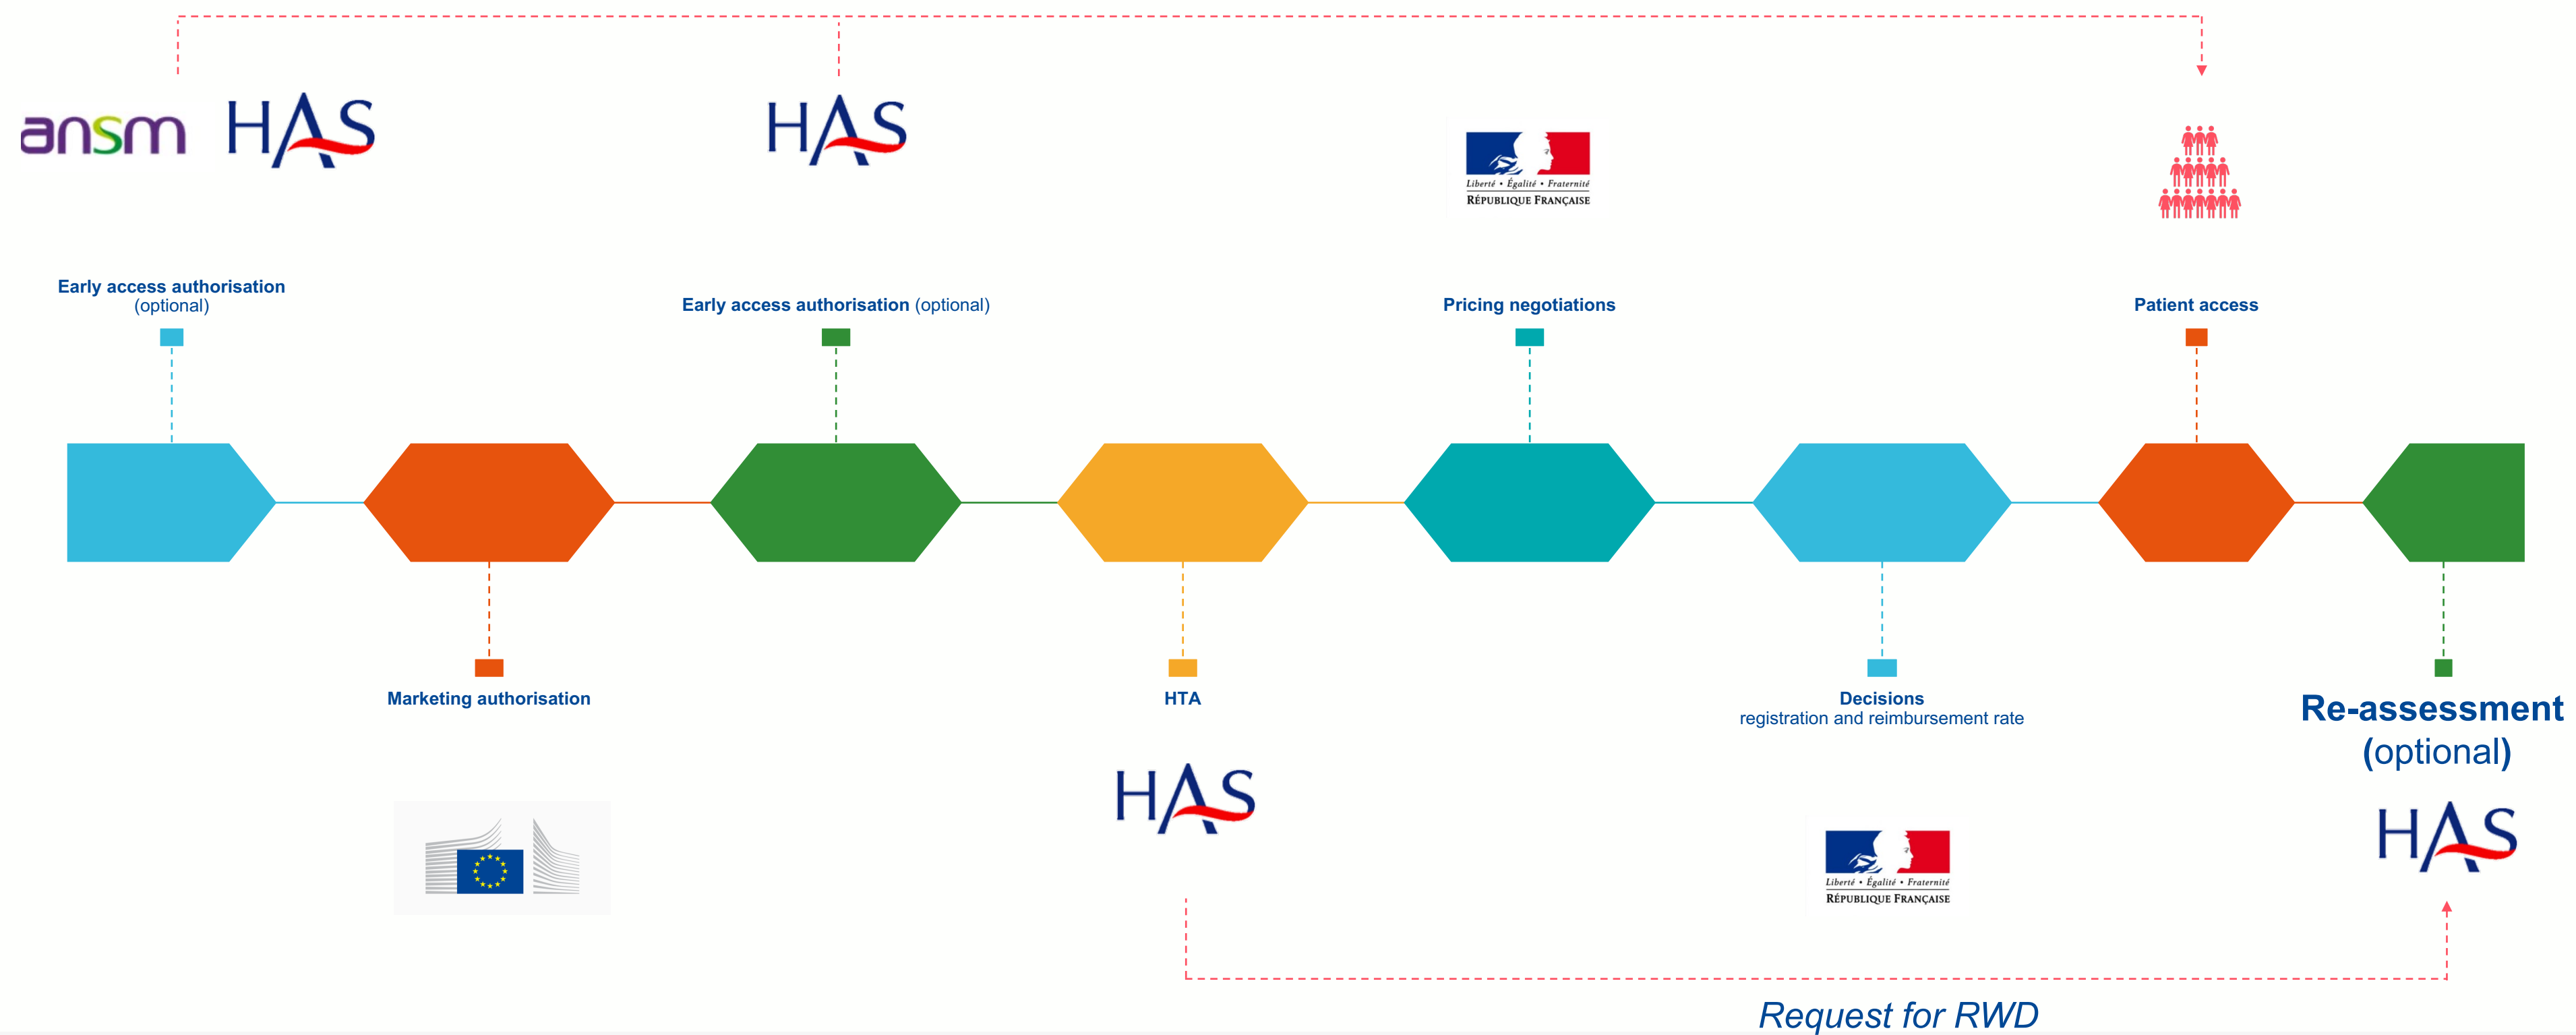 ansm
HAS
HAS
Liberté • Égalité • Fraternité
RÉPUBLIQUE FRANÇAISE
Early access authorisation
(optional)
Early access authorisation (optional)
Pricing negotiations
Patient access
Marketing authorisation
HTA
Decisions
registration and reimbursement rate
Re-assessment
(optional)
HAS
HAS
Liberté • Égalité • Fraternité
RÉPUBLIQUE FRANÇAISE
Request for RWD